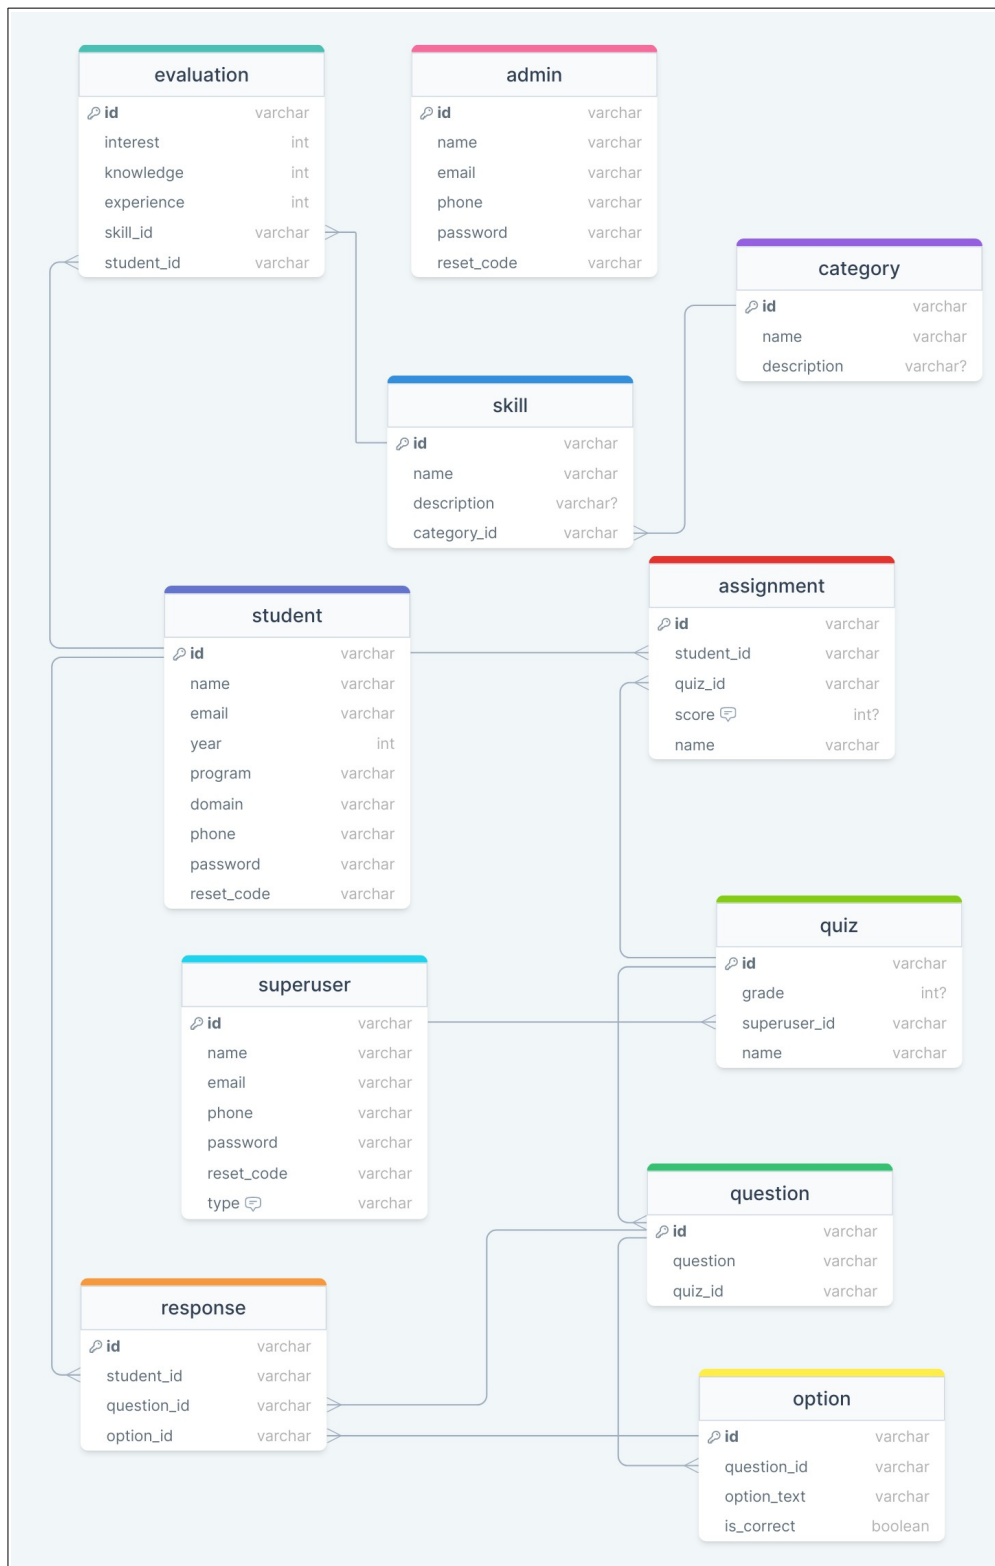 evaluation
id varchar
interest int
knowledge int
experience int
skill_id varchar
student_id varchar
admin
id varchar
name varchar
email varchar
phone varchar
password varchar
reset_code varchar
category
id varchar
name varchar
description varchar?
skill
id varchar
name varchar
description varchar?
category_id varchar
assignment
id varchar
student_id varchar
quiz_id varchar
score int?
name varchar
student
id varchar
name varchar
email varchar
year int
program varchar
domain varchar
phone varchar
password varchar
reset_code varchar
quiz
id varchar
grade int?
superuser_id varchar
name varchar
superuser
id varchar
name varchar
email varchar
phone varchar
password varchar
reset_code varchar
type varchar
question
id varchar
question varchar
quiz_id varchar
response
id varchar
student_id varchar
question_id varchar
option_id varchar
option
id varchar
question_id varchar
option_text varchar
is_correct boolean